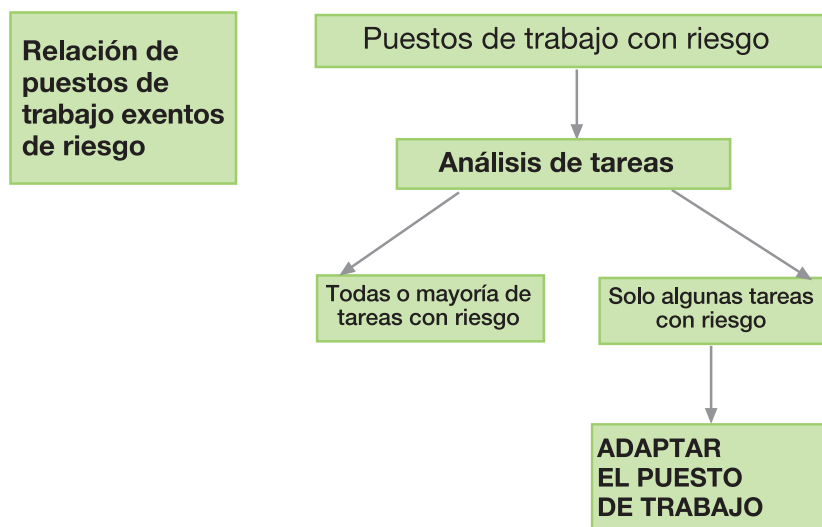 Relación de
puestos de
trabajo exentos
de riesgo
Puestos de trabajo con riesgo
Análisis de tareas
Todas o mayoría de
tareas con riesgo
Solo algunas tareas
con riesgo
ADAPTAR
EL PUESTO
DE TRABAJO